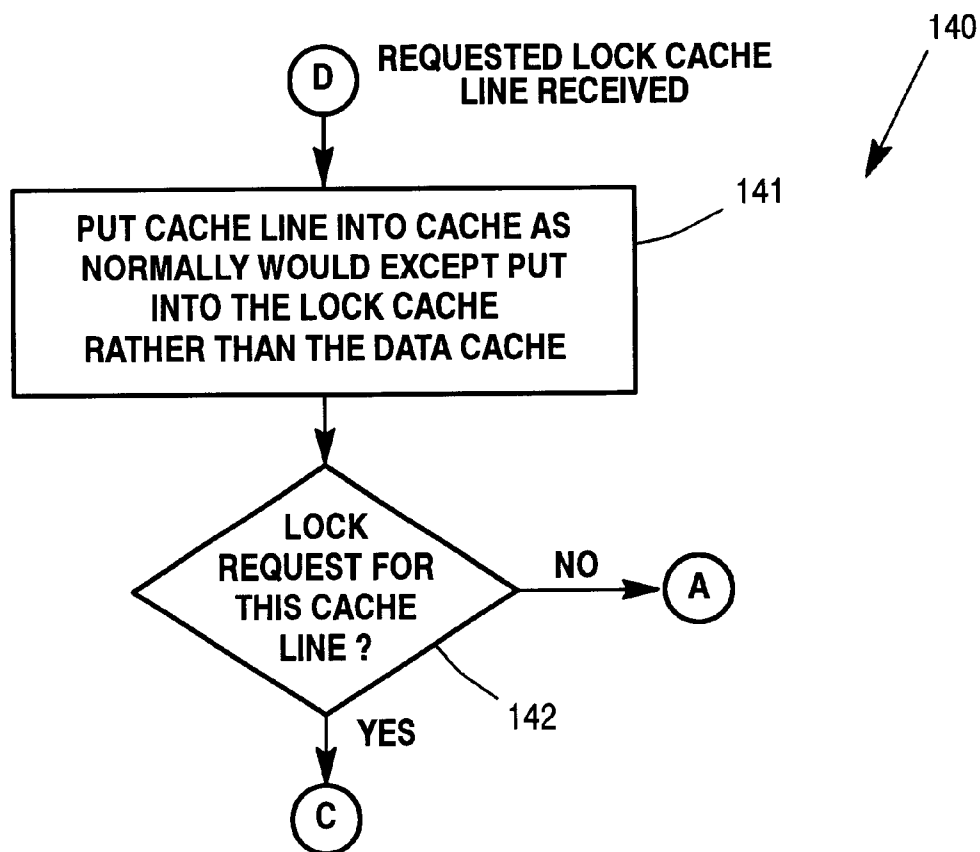 140
D
REQUESTED LOCK CACHE
LINE RECEIVED
141
PUT CACHE LINE INTO CACHE AS
NORMALLY WOULD EXCEPT PUT
INTO THE LOCK CACHE
RATHER THAN THE DATA CACHE
LOCK
REQUEST FOR
THIS CACHE
LINE ?
NO
A
142
YES
C